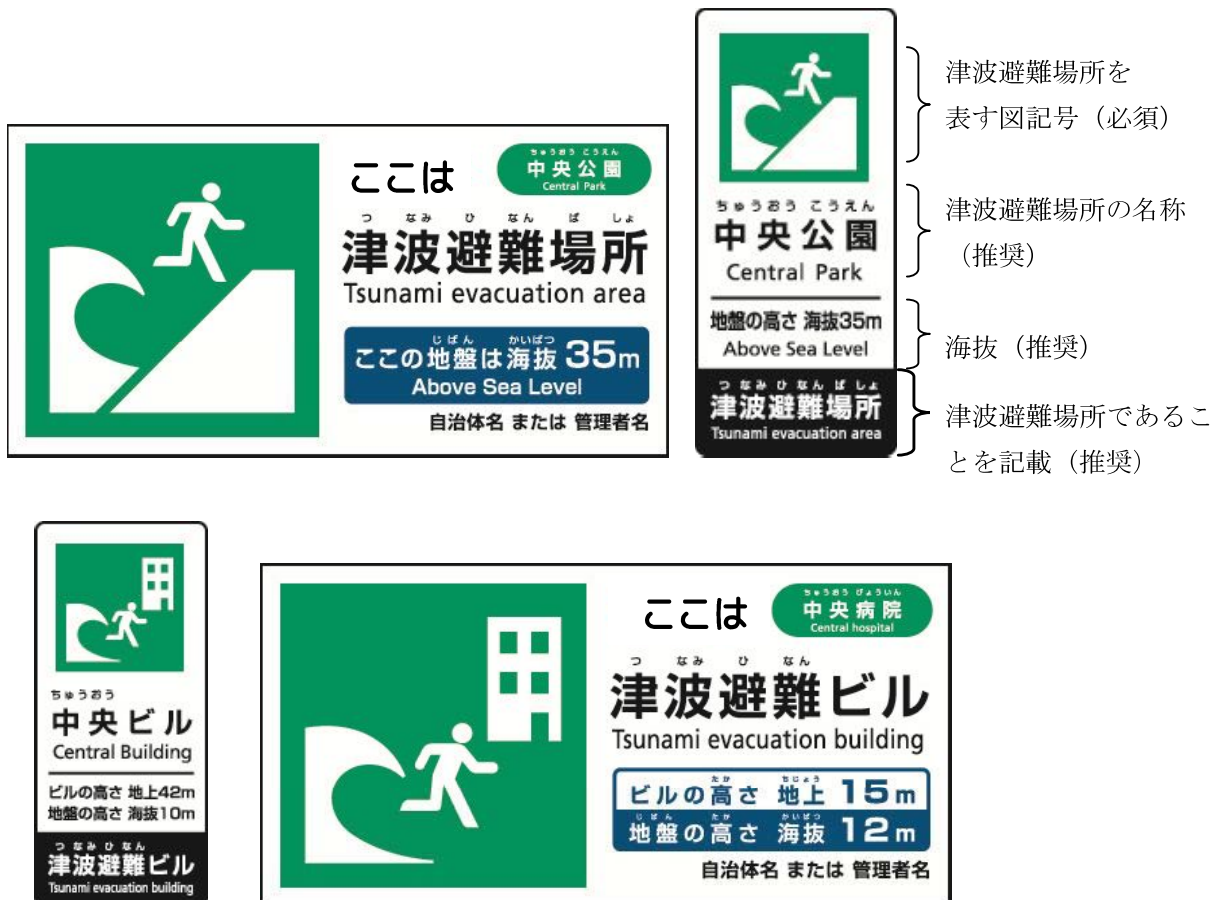 ここは
ちゅうおう こうえん
中央公園
Central Park
つ なみ ひ なん ば しょ
津波避難場所
Tsunami evacuation area
じばん かいばつ
ここの地盤は海抜 35m
Above Sea Level
自治体名 または 管理者名
ちゅうおう こうえん
中央公園
Central Park
地盤の高さ 海抜35m
Above Sea Level
つ なみ ひ なん ば しょ
津波避難場所
Tsunami evacuation area
津波避難場所を
表す図記号（必須）
津波避難場所の名称
（推奨）
海抜（推奨）
津波避難場所であるこ
とを記載（推奨）
ちゅうおう
中央ビル
Central Building
ビルの高さ 地上42m
地盤の高さ 海抜10m
つ なみ ひ なん
津波避難ビル
Tsunami evacuation building
ここは
ちゅうおう びょういん
中央病院
Central hospital
つ なみ ひ なん
津波避難ビル
Tsunami evacuation building
たか ちじょう
ビルの高さ 地上 15m
じばん たか かいばつ
地盤の高さ 海抜 12m
自治体名 または 管理者名